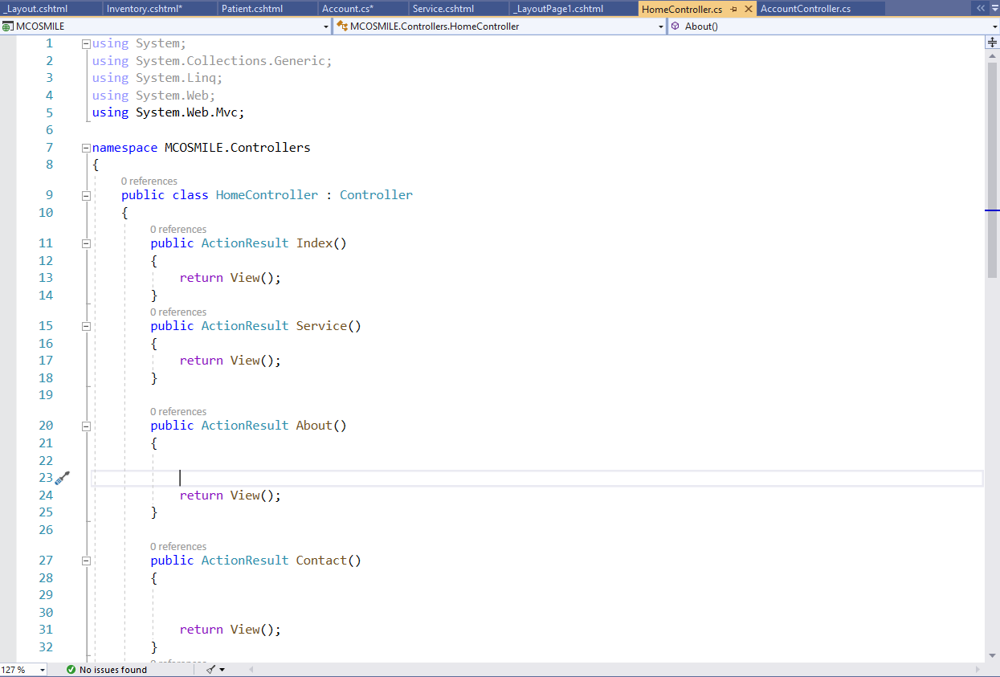 _Layout.cshtml Inventory.cshtml* Patient.cshtml Account.cs* Service.cshtml _LayoutPage1.cshtml HomeController.cs AccountController.cs
MCOSMILE MCOSMILE.Controllers.HomeController About()
1 using System;
2 using System.Collections.Generic;
3 using System.Linq;
4 using System.Web;
5 using System.Web.Mvc;
6
7 namespace MCOSMILE.Controllers
8 {
0 references
9 public class HomeController : Controller
10 {
0 references
11 public ActionResult Index()
12 {
13 return View();
14 }
0 references
15 public ActionResult Service()
16 {
17 return View();
18 }
19
0 references
20 public ActionResult About()
21 {
22
23
24 return View();
25 }
26
0 references
27 public ActionResult Contact()
28 {
29
30
31 return View();
32 }
0 references
127 % No issues found